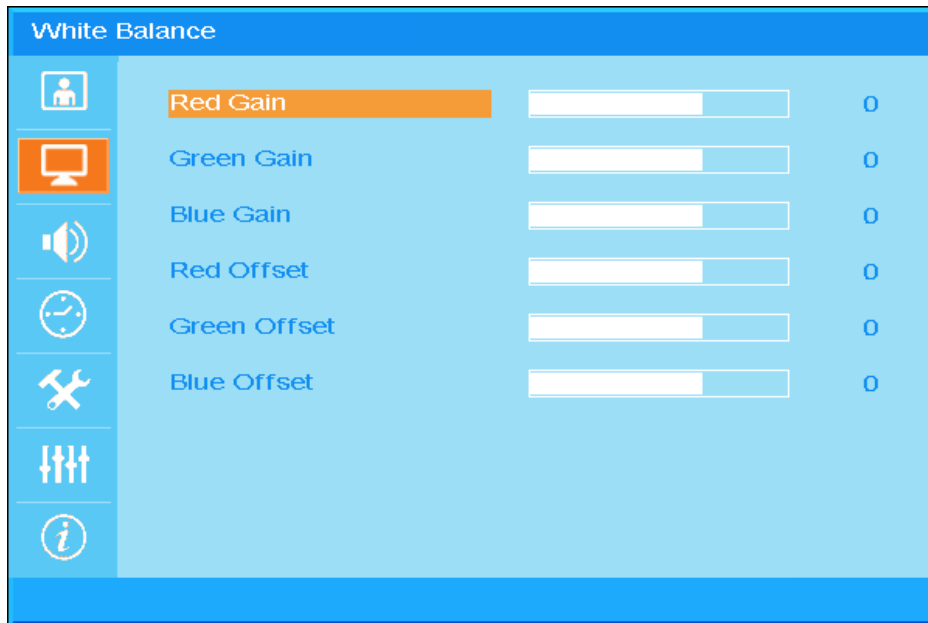 White Balance
Red Gain 0
Green Gain 0
Blue Gain 0
Red Offset 0
Green Offset 0
Blue Offset 0